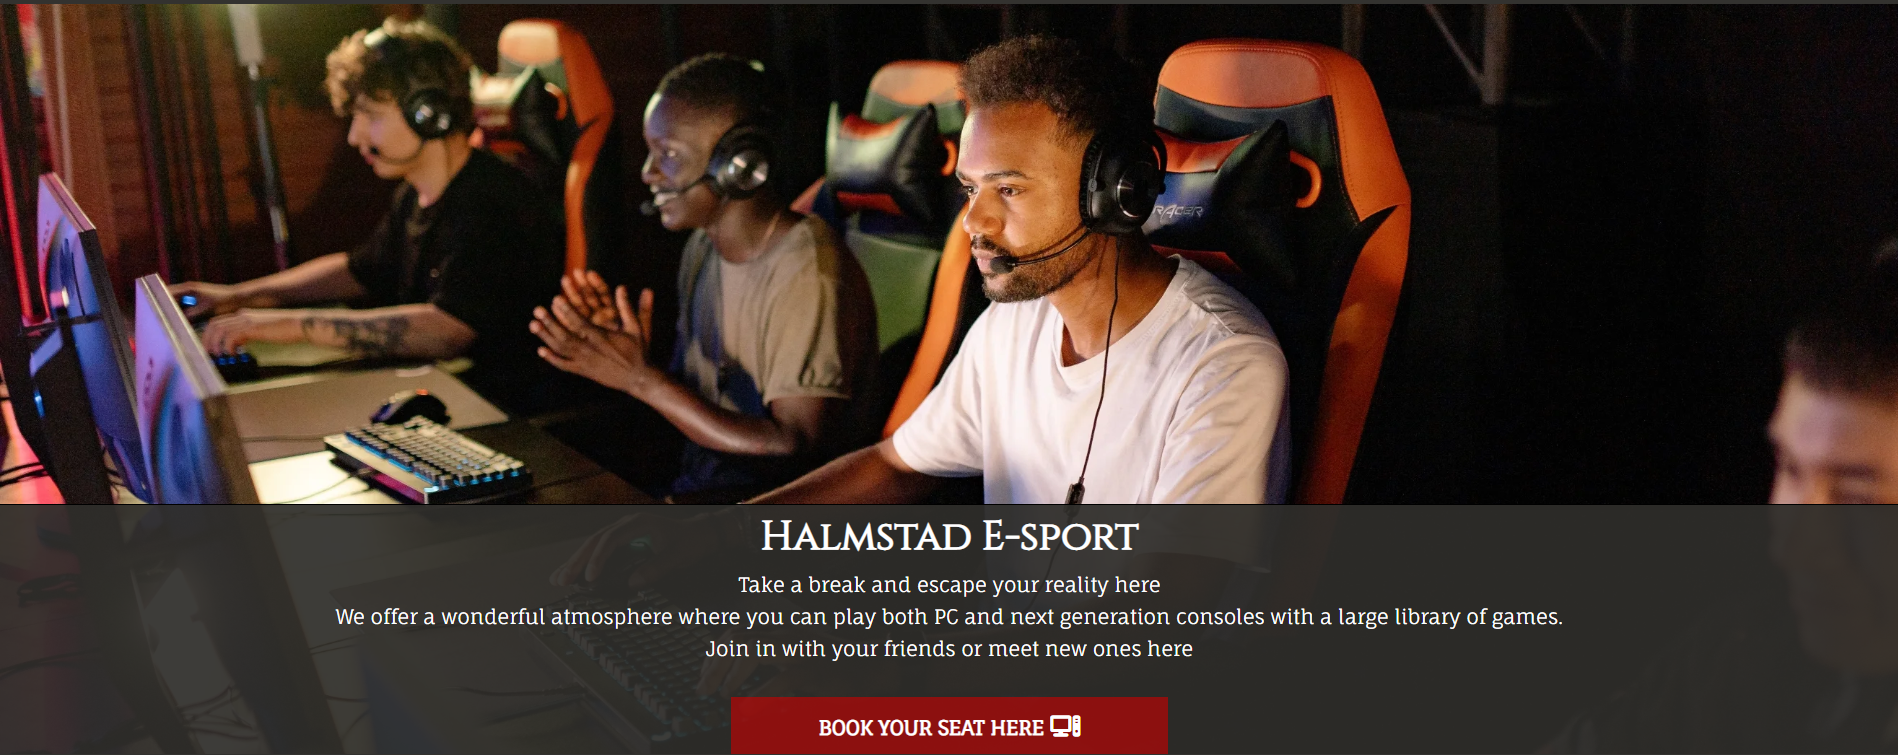 RACER
Halmstad E-sport
Take a break and escape your reality here
We offer a wonderful atmosphere where you can play both PC and next generation consoles with a large library of games.
Join in with your friends or meet new ones here
BOOK YOUR SEAT HERE